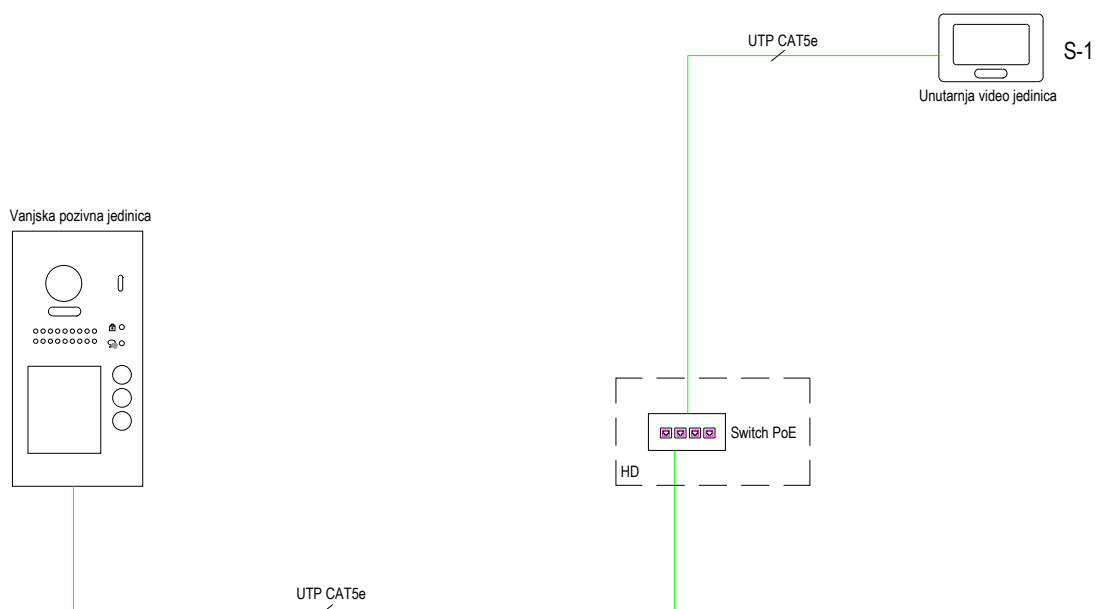 UTP CAT5e
S-1
Unutarnja video jedinica
Vanjska pozivna jedinica
Switch PoE
HD
UTP CAT5e